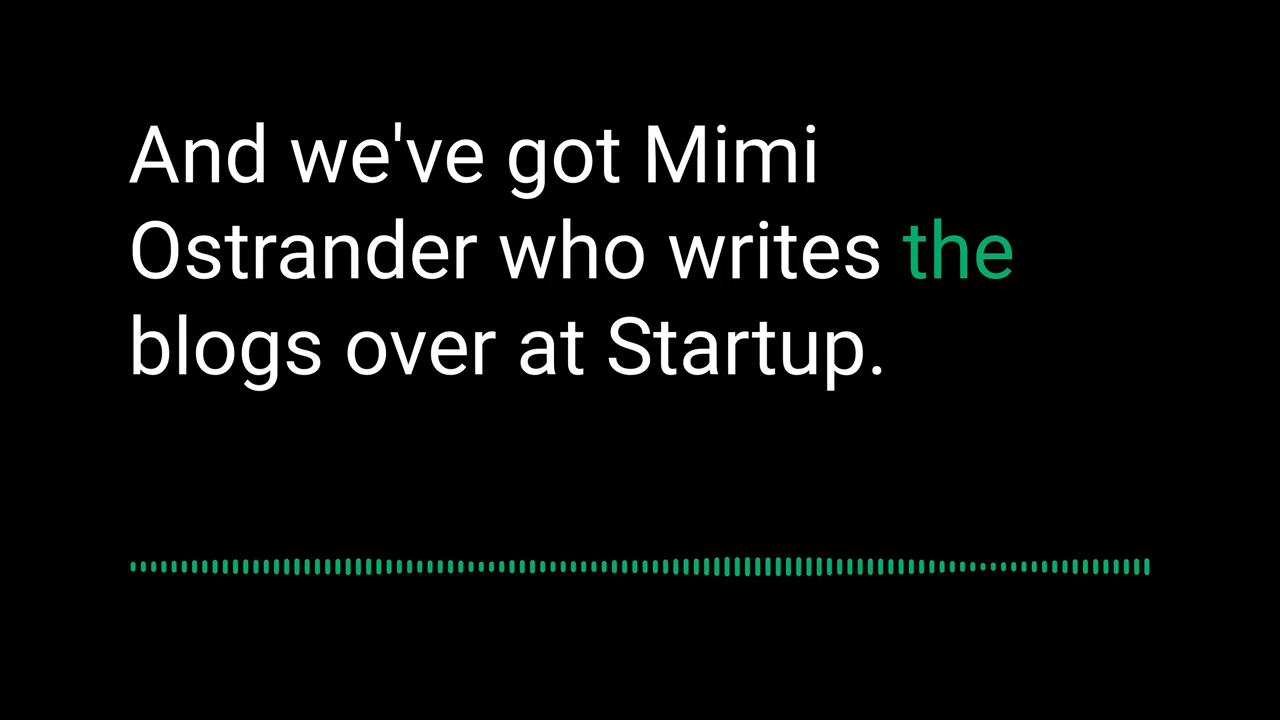 And we've got Mimi
Ostrander who writes the
blogs over at Startup.